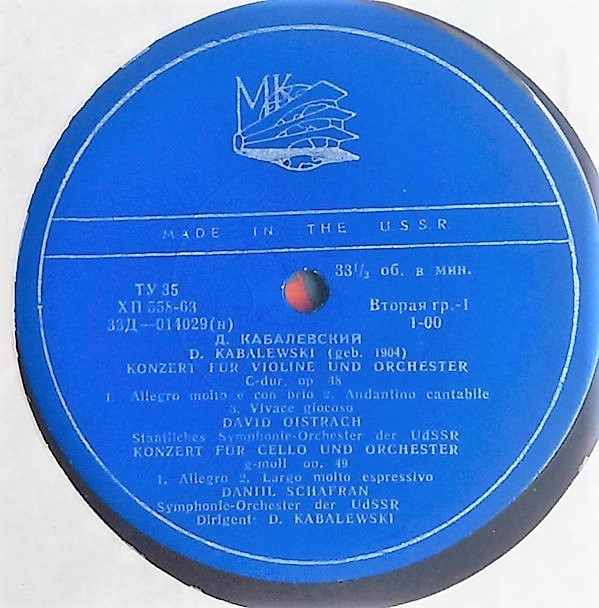 МК
MADE IN THE U.S.S.R.
33⅓ об. в мин.
ТУ 35
ХП 558-63
Вторая гр.-1
33Д—014029(н)
1-00
Д. КАБАЛЕВСКИЙ
D. KABALEWSKI (geb. 1904)
KONZERT FÜR VIOLINE UND ORCHESTER
C-dur, op 48
1. Allegro molto e con brio 2. Andantino cantabile
3. Vivace giocoso
DAVID OISTRACH
Staatliches Symphonie-Orchester der UdSSR
KONZERT FÜR CELLO UND ORCHESTER
g-moll op. 49
1. Allegro 2. Largo molto espressivo
DANIIL SCHAFRAN
Symphonie-Orchester der UdSSR
Dirigent: D. KABALEWSKI